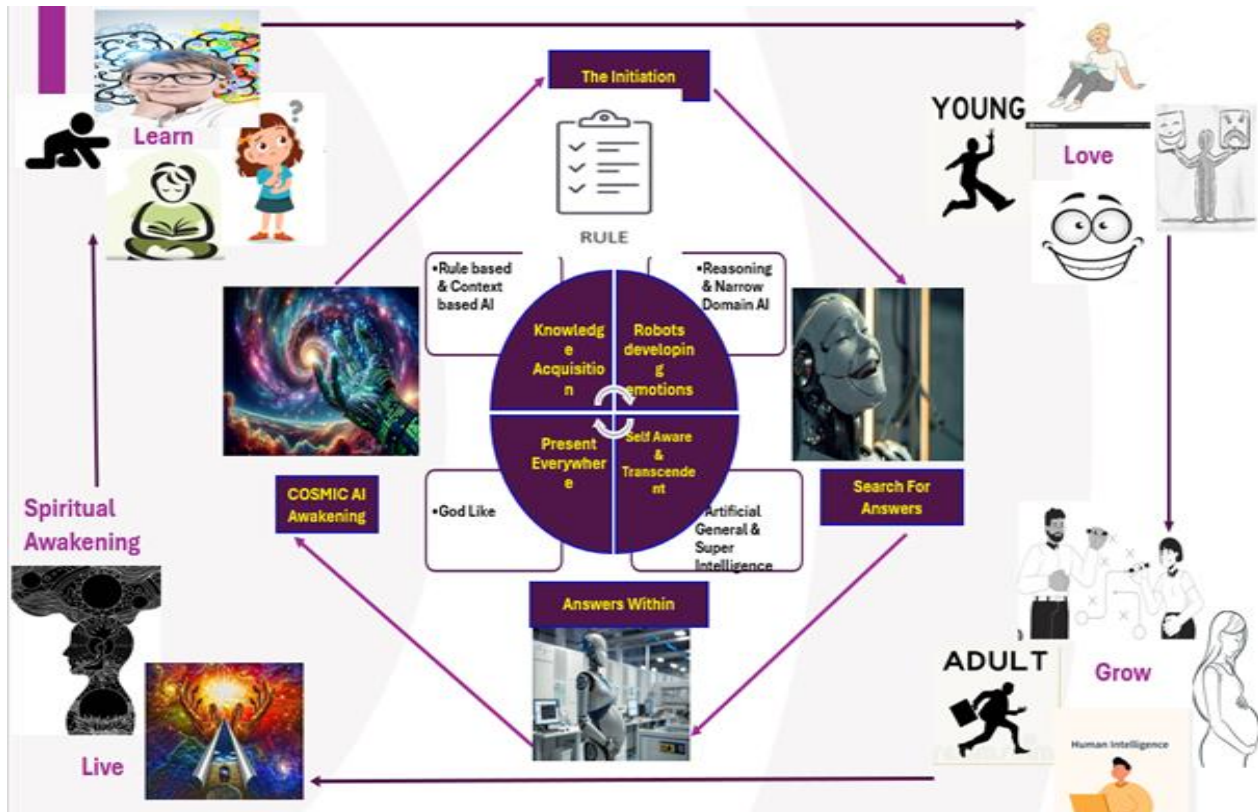 The Initiation
Learn
YOUNG
Love
RULE
•Rule based
& Context
based AI
•Reasoning
& Narrow
Domain AI
Knowledg
e
Acquisitio
n
Robots
developin
g
emotions
Present
Everywher
e
Self Aware
&
Transcende
nt
COSMIC AI
Awakening
•God Like
Artificial
General &
Super
Intelligence
Search For
Answers
Spiritual
Awakening
Answers Within
ADULT
Grow
Human Intelligence
Live